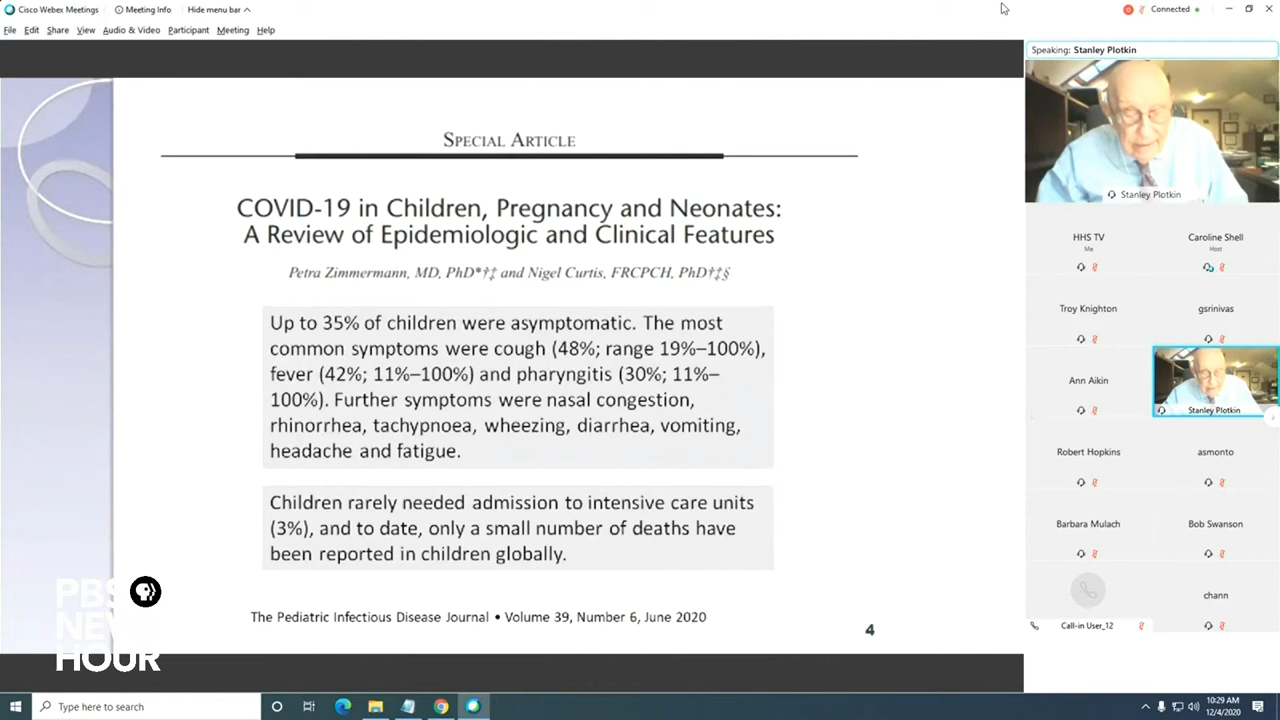 Cisco Webex Meetings
Meeting Info
Hide menu bar
Connected
File Edit Share View Audio & Video Participant Meeting Help
Speaking: Stanley Plotkin
SPECIAL ARTICLE
COVID-19 in Children, Pregnancy and Neonates:
A Review of Epidemiologic and Clinical Features
Petra Zimmermann, MD, PhD*†‡ and Nigel Curtis, FRCPCH, PhD†‡§
Up to 35% of children were asymptomatic. The most
common symptoms were cough (48%; range 19%–100%),
fever (42%; 11%–100%) and pharyngitis (30%; 11%–
100%). Further symptoms were nasal congestion,
rhinorrhea, tachypnoea, wheezing, diarrhea, vomiting,
headache and fatigue.
Children rarely needed admission to intensive care units
(3%), and to date, only a small number of deaths have
been reported in children globally.
The Pediatric Infectious Disease Journal • Volume 39, Number 6, June 2020
4
PBS
NEWS
HOUR
Stanley Plotkin
HHS TV
Me
Caroline Shell
Host
Troy Knighton
gsrinivas
Ann Aikin
Stanley Plotkin
Robert Hopkins
asmonto
Barbara Mulach
Bob Swanson
Call-in User_12
chann
Type here to search
10:29 AM
12/4/2020